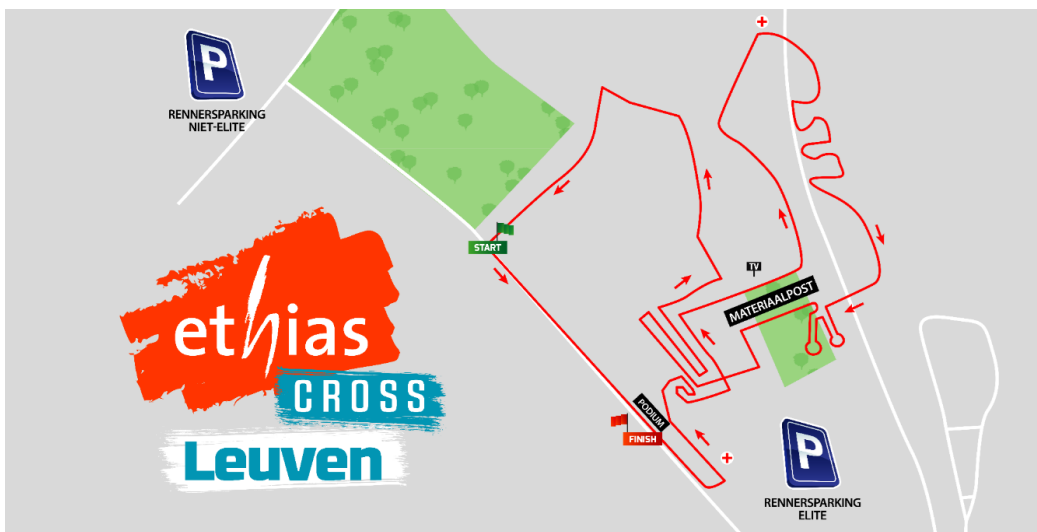 P
RENNERSPARKING
NIET-ELITE
START
TV
MATERIAALPOST
ethias
CROSS
Leuven
PODIUM
FINISH
P
RENNERSPARKING
ELITE